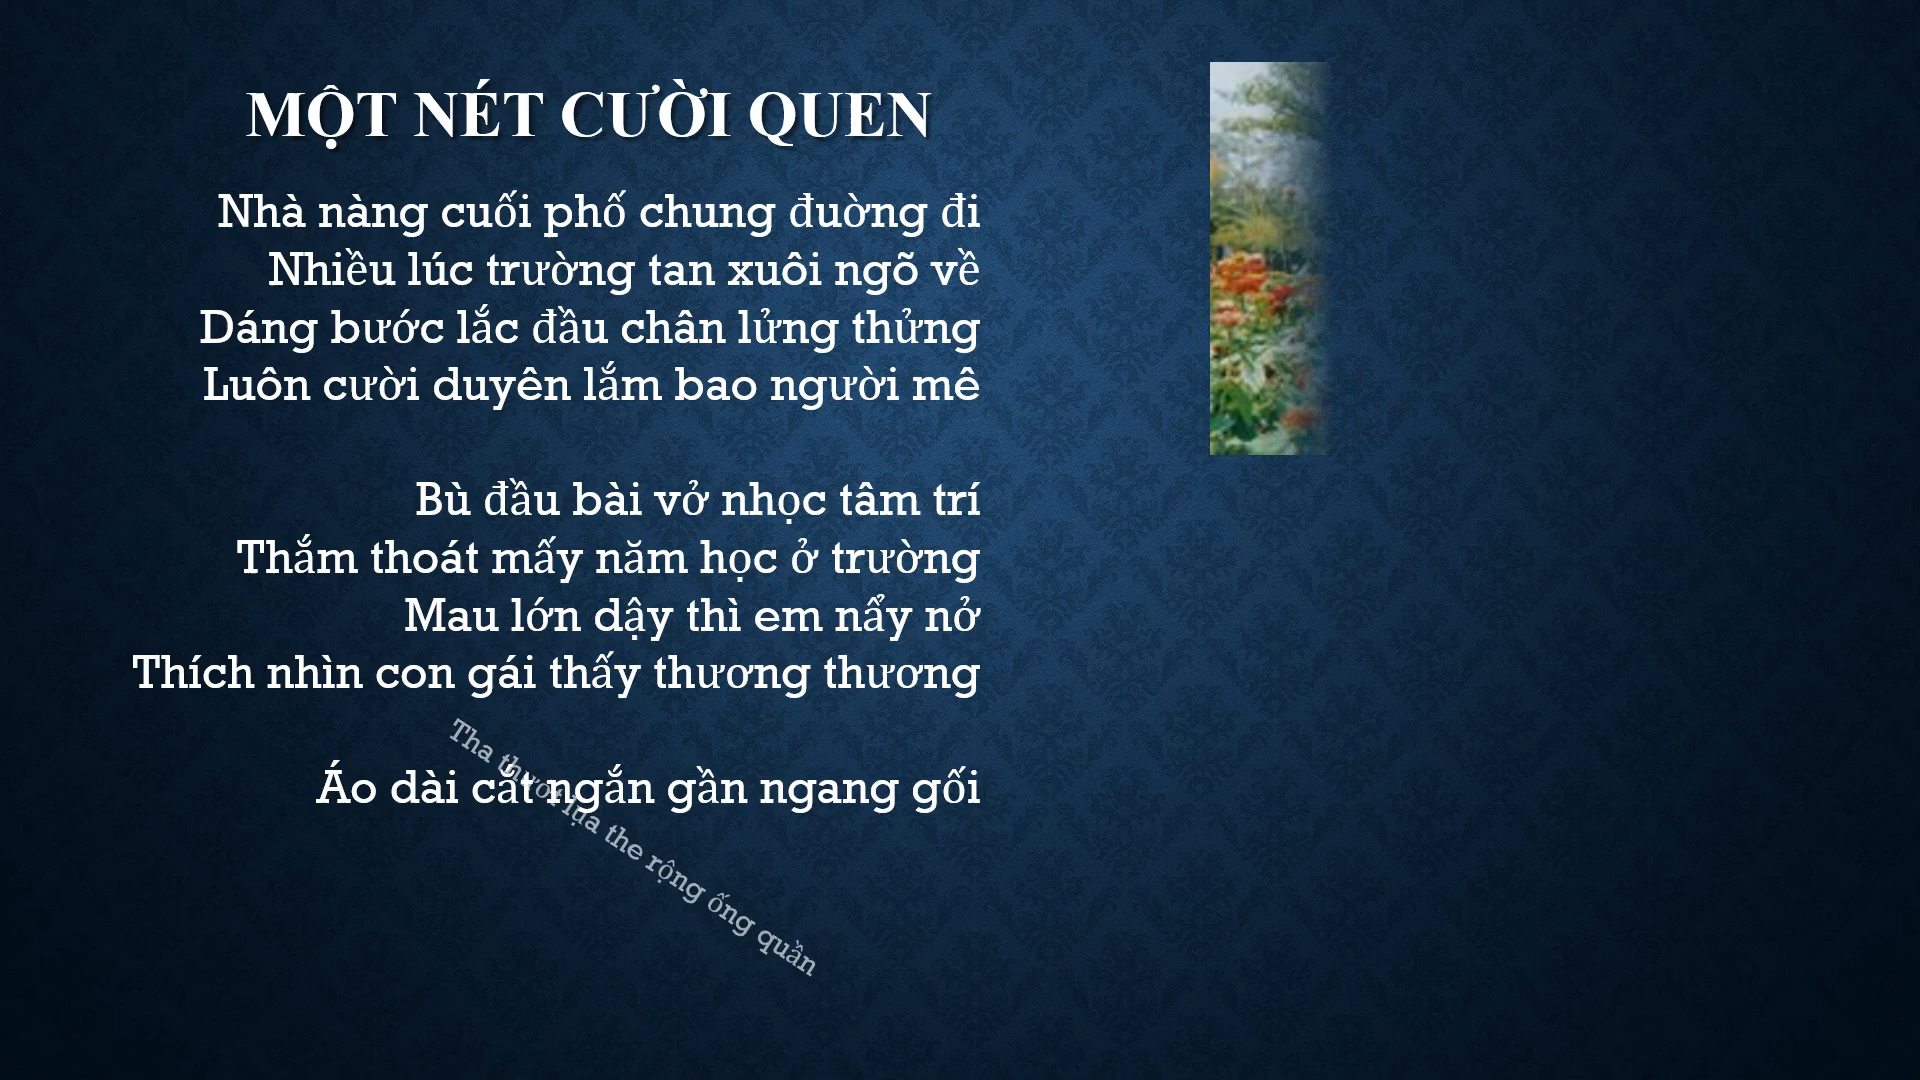 MỘT NÉT CƯỜI QUEN
Nhà nàng cuối phố chung đuờng đi
Nhiều lúc trường tan xuôi ngõ về
Dáng bước lắc đầu chân lửng thửng
Luôn cười duyên lắm bao người mê
Bù đầu bài vở nhọc tâm trí
Thắm thoát mấy năm học ở trường
Mau lớn dậy thì em nẩy nở
Thích nhìn con gái thấy thương thương
Áo dài cắt ngắn gần ngang gối
Tha thướt lụa the rộng ống quần